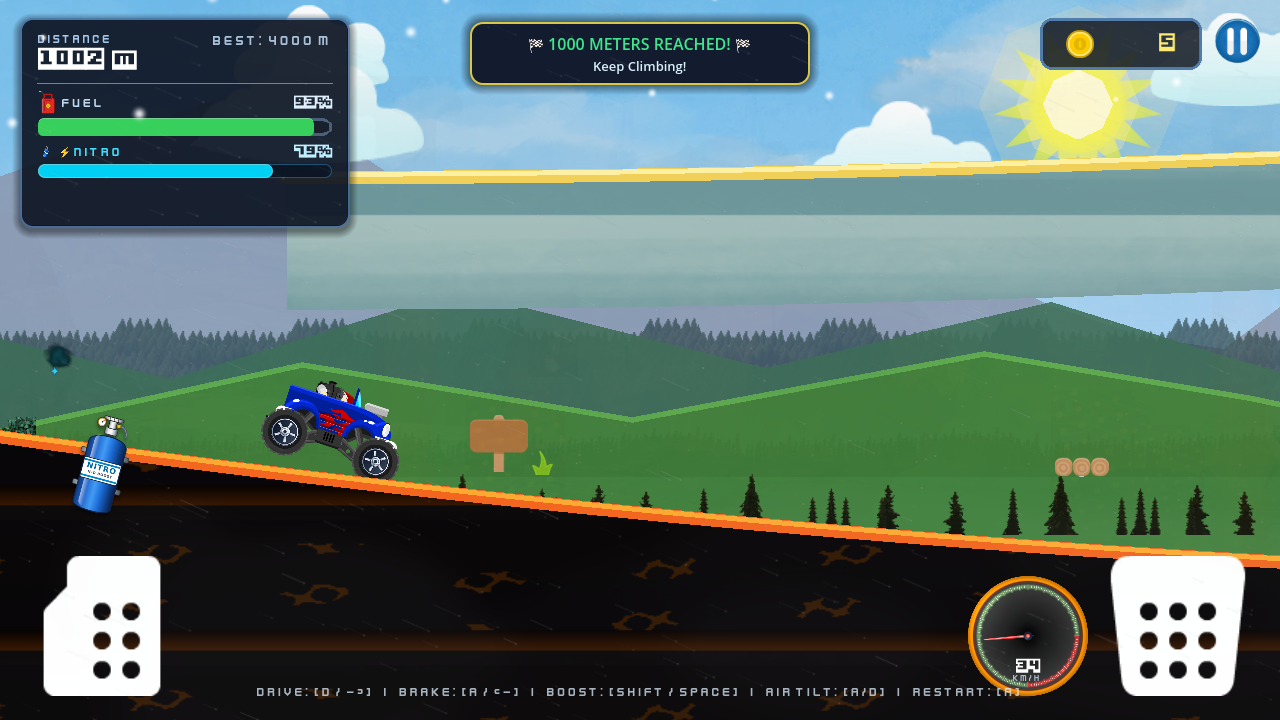 DISTANCE
BEST: 4000 M
1002 m
FUEL
93%
NITRO
79%
1000 METERS REACHED!
Keep Climbing!
5
NITRO
34
KM/H
DRIVE: [D / ->] | BRAKE: [A / <-] | BOOST: [SHIFT / SPACE] | AIR TILT: [A/D] | RESTART: [R]